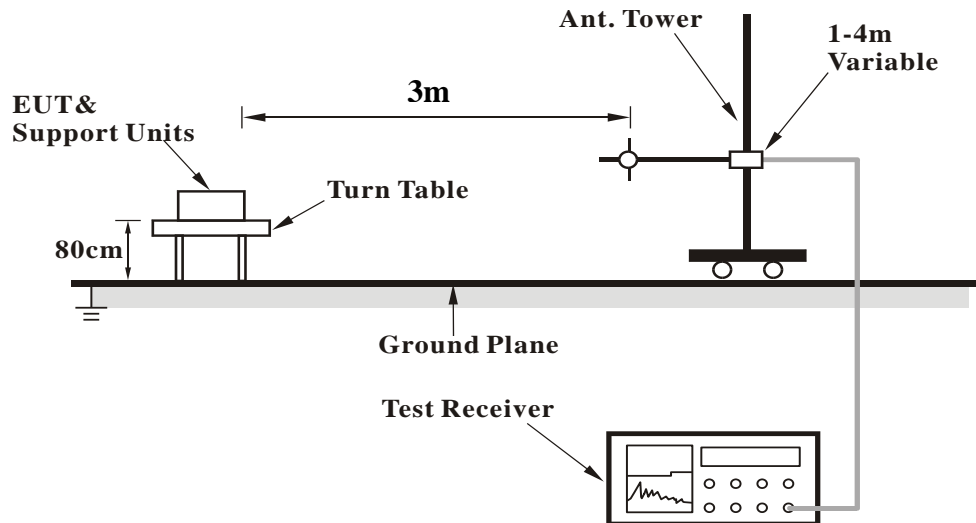 Ant. Tower
1-4m
Variable
3m
EUT&
Support Units
Turn Table
80cm
Ground Plane
Test Receiver